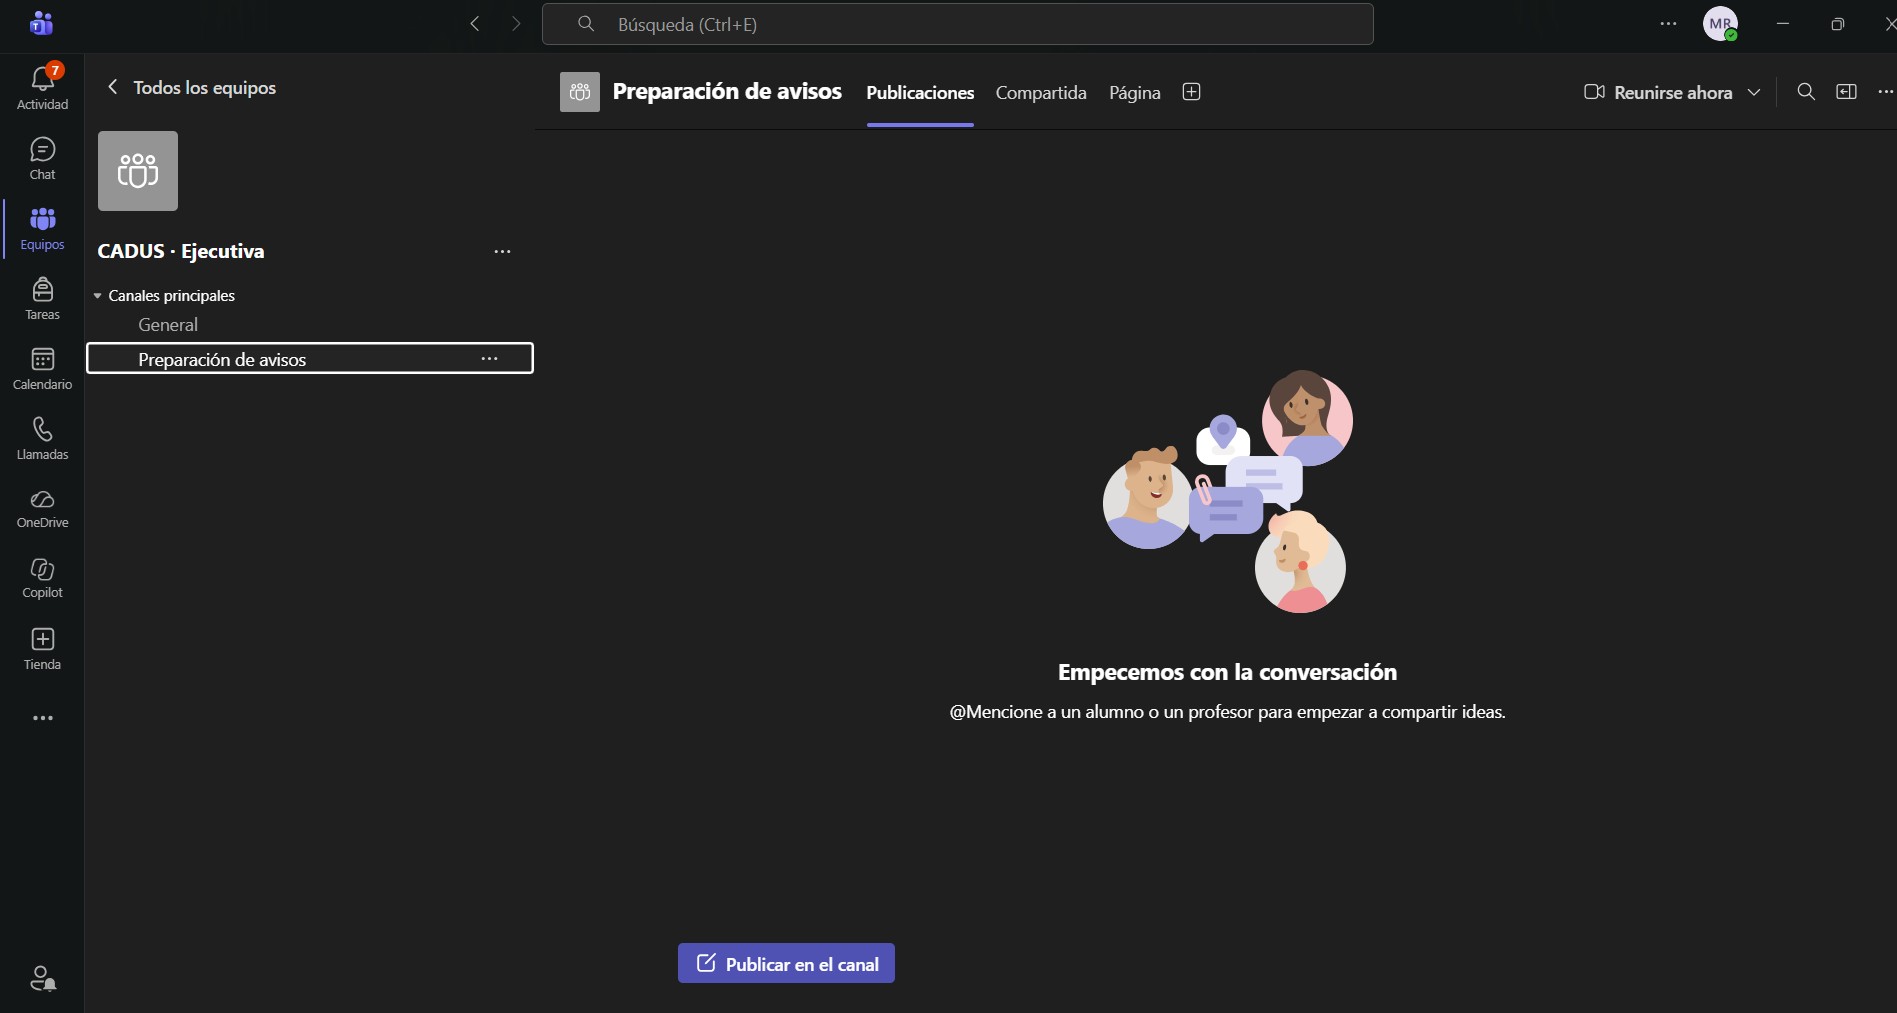 Búsqueda (Ctrl+E)
MR
7
Actividad
Chat
Equipos
Tareas
Calendario
Llamadas
OneDrive
Copilot
Tienda
Todos los equipos
CADUS · Ejecutiva
Canales principales
General
Preparación de avisos
Preparación de avisos
Publicaciones
Compartida
Página
Reunirse ahora
Empecemos con la conversación
@Mencione a un alumno o un profesor para empezar a compartir ideas.
Publicar en el canal